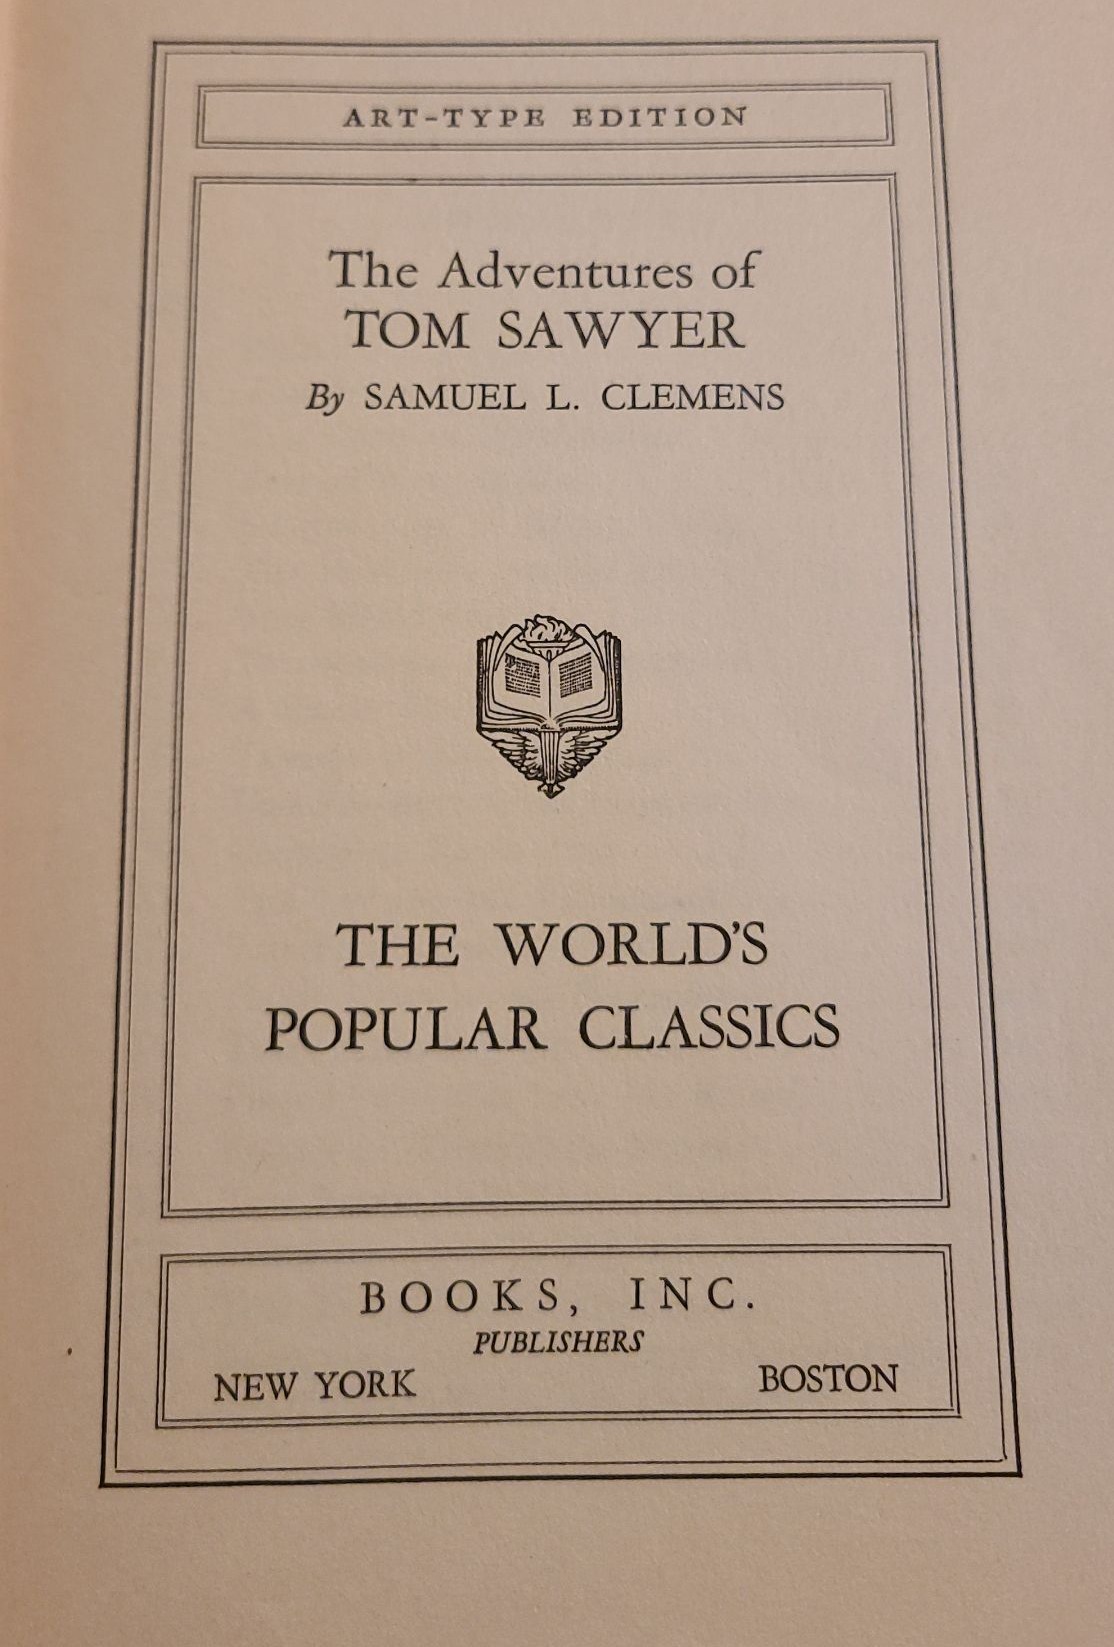 ART-TYPE EDITION
The Adventures of
TOM SAWYER
By SAMUEL L. CLEMENS
THE WORLD'S
POPULAR CLASSICS
BOOKS, INC.
PUBLISHERS
NEW YORK BOSTON